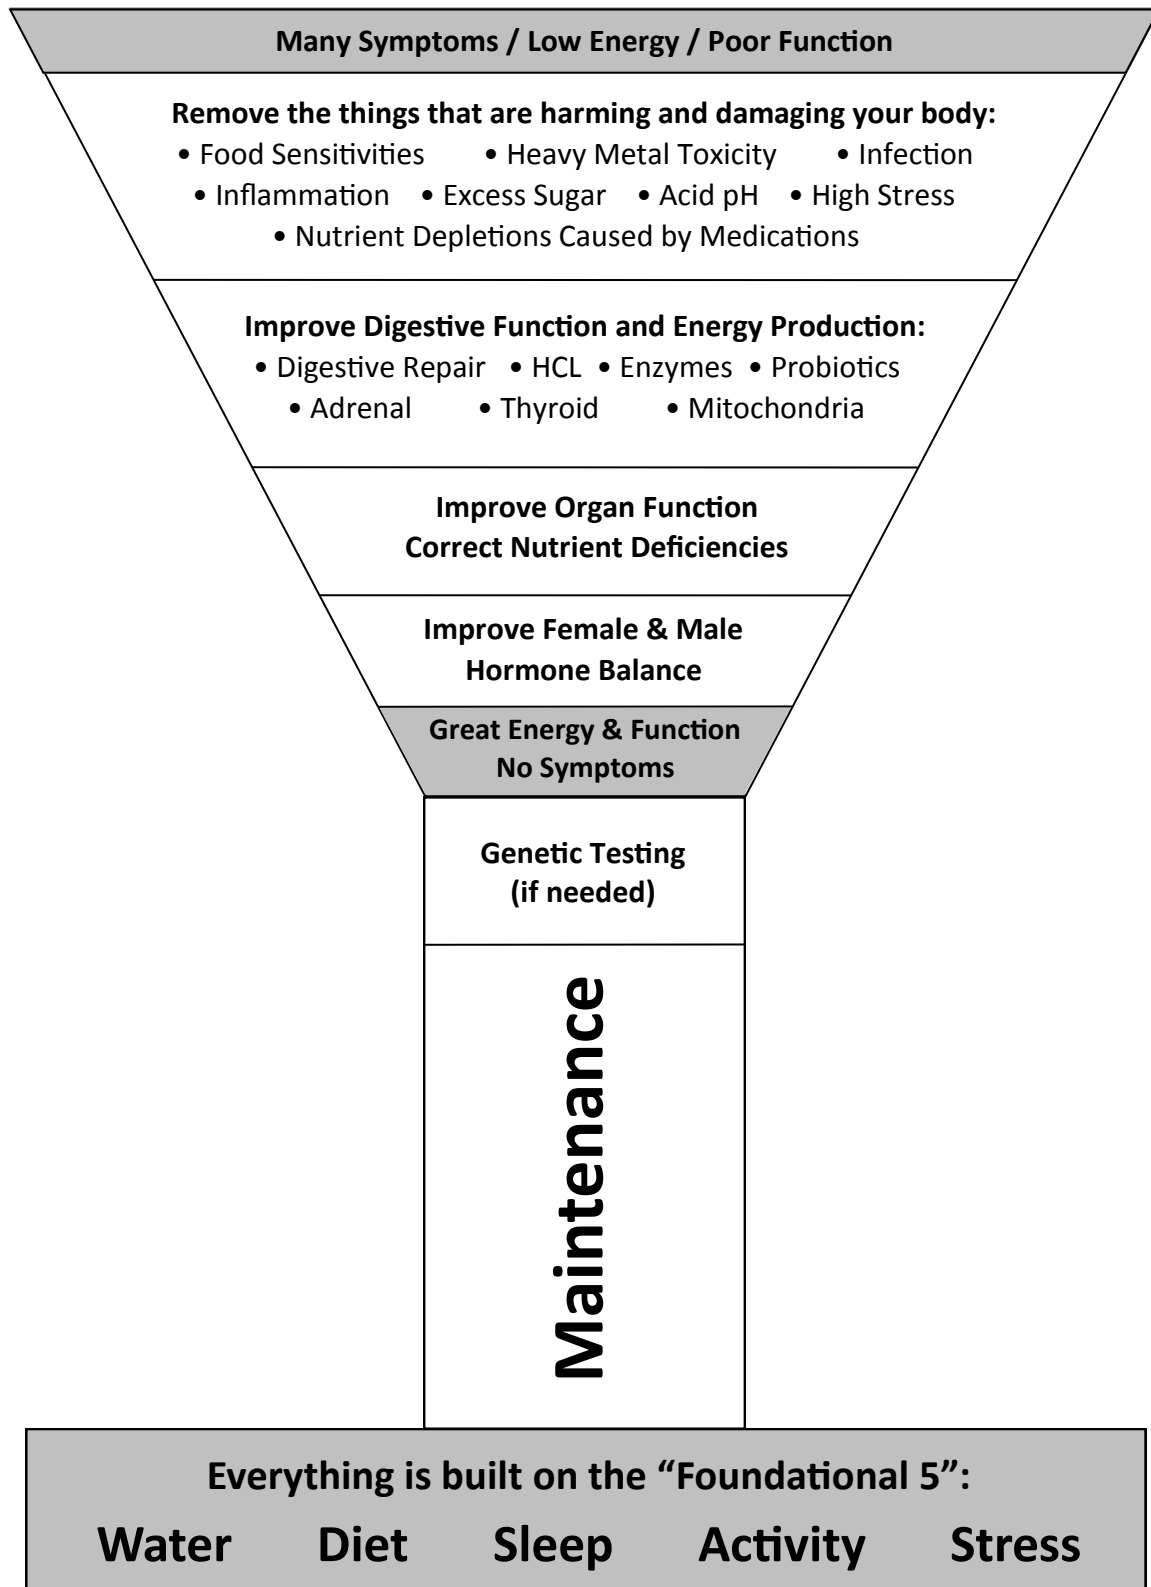 Many Symptoms / Low Energy / Poor Function
Remove the things that are harming and damaging your body:
• Food Sensitivities • Heavy Metal Toxicity • Infection
• Inflammation • Excess Sugar • Acid pH • High Stress
• Nutrient Depletions Caused by Medications
Improve Digestive Function and Energy Production:
• Digestive Repair • HCL • Enzymes • Probiotics
• Adrenal • Thyroid • Mitochondria
Improve Organ Function
Correct Nutrient Deficiencies
Improve Female & Male
Hormone Balance
Great Energy & Function
No Symptoms
Genetic Testing
(if needed)
Maintenance
Everything is built on the “Foundational 5”:
Water Diet Sleep Activity Stress